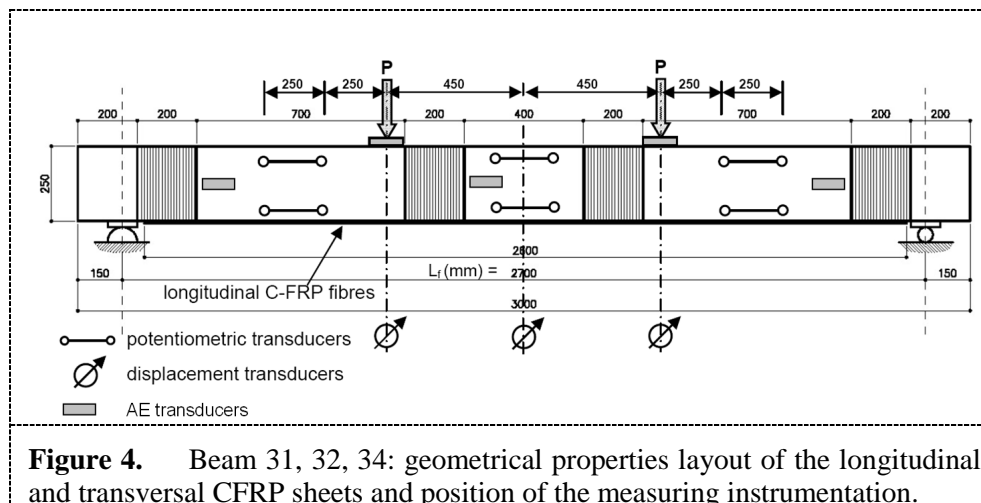 P P
250 250 450 450 250 250
200 200 700 200 400 200 700 200 200
250
2600
L_f (mm) =
150 2700 150
longitudinal C-FRP fibres
3000
potentiometric transducers
displacement transducers
AE transducers
Figure 4. Beam 31, 32, 34: geometrical properties layout of the longitudinal
and transversal CFRP sheets and position of the measuring instrumentation.